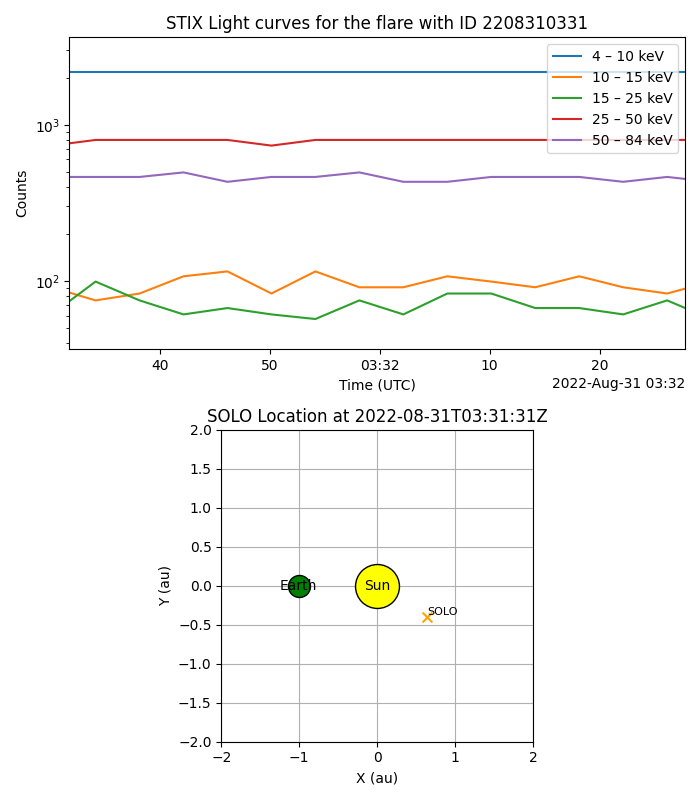 STIX Light curves for the flare with ID 2208310331
4 – 10 keV
10 – 15 keV
15 – 25 keV
25 – 50 keV
50 – 84 keV
10³
10²
Counts
40 50 03:32 10 20
Time (UTC)
2022-Aug-31 03:32
SOLO Location at 2022-08-31T03:31:31Z
2.0
1.5
1.0
0.5
0.0
−0.5
−1.0
−1.5
−2.0
Y (au)
Earth
Sun
SOLO
−2 −1 0 1 2
X (au)